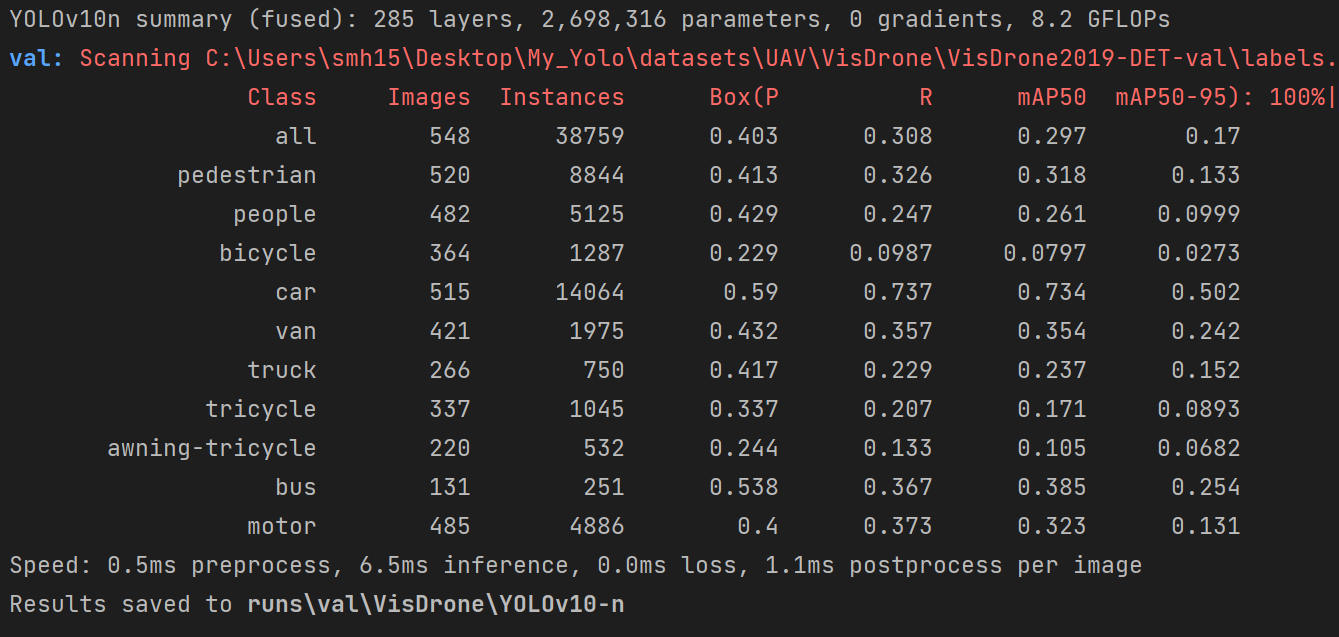 YOLOv10n summary (fused): 285 layers, 2,698,316 parameters, 0 gradients, 8.2 GFLOPs
val: Scanning C:\Users\smh15\Desktop\My_Yolo\datasets\UAV\VisDrone\VisDrone2019-DET-val\labels.
Class Images Instances Box(P R mAP50 mAP50-95): 100%|
all 548 38759 0.403 0.308 0.297 0.17
pedestrian 520 8844 0.413 0.326 0.318 0.133
people 482 5125 0.429 0.247 0.261 0.0999
bicycle 364 1287 0.229 0.0987 0.0797 0.0273
car 515 14064 0.59 0.737 0.734 0.502
van 421 1975 0.432 0.357 0.354 0.242
truck 266 750 0.417 0.229 0.237 0.152
tricycle 337 1045 0.337 0.207 0.171 0.0893
awning-tricycle 220 532 0.244 0.133 0.105 0.0682
bus 131 251 0.538 0.367 0.385 0.254
motor 485 4886 0.4 0.373 0.323 0.131
Speed: 0.5ms preprocess, 6.5ms inference, 0.0ms loss, 1.1ms postprocess per image
Results saved to runs\val\VisDrone\YOLOv10-n